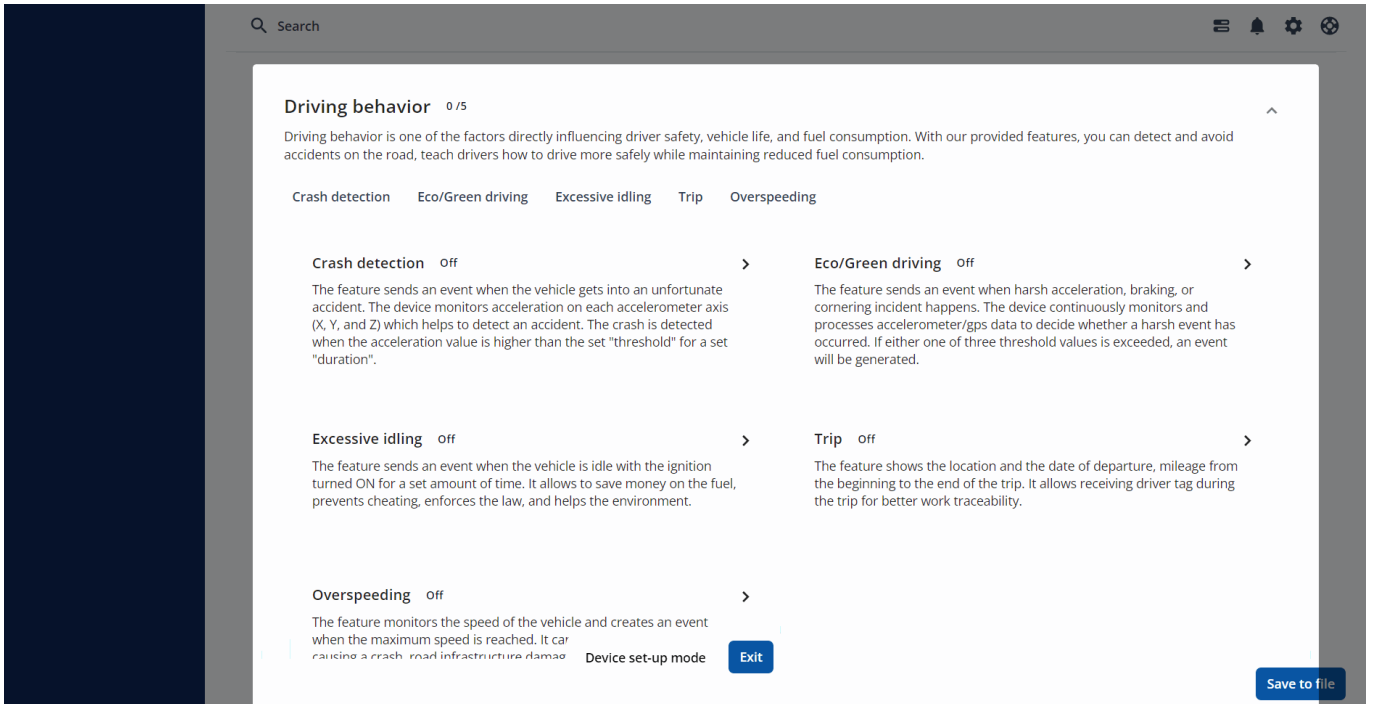 Search
Driving behavior 0 /5
Driving behavior is one of the factors directly influencing driver safety, vehicle life, and fuel consumption. With our provided features, you can detect and avoid
accidents on the road, teach drivers how to drive more safely while maintaining reduced fuel consumption.
Crash detection Eco/Green driving Excessive idling Trip Overspeeding
Crash detection Off
The feature sends an event when the vehicle gets into an unfortunate
accident. The device monitors acceleration on each accelerometer axis
(X, Y, and Z) which helps to detect an accident. The crash is detected
when the acceleration value is higher than the set "threshold" for a set
"duration".
Eco/Green driving Off
The feature sends an event when harsh acceleration, braking, or
cornering incident happens. The device continuously monitors and
processes accelerometer/gps data to decide whether a harsh event has
occurred. If either one of three threshold values is exceeded, an event
will be generated.
Excessive idling Off
The feature sends an event when the vehicle is idle with the ignition
turned ON for a set amount of time. It allows to save money on the fuel,
prevents cheating, enforces the law, and helps the environment.
Trip Off
The feature shows the location and the date of departure, mileage from
the beginning to the end of the trip. It allows receiving driver tag during
the trip for better work traceability.
Overspeeding Off
The feature monitors the speed of the vehicle and creates an event
when the maximum speed is reached. It
causing a crash, road infrastructure
Device set-up mode Exit
Save to file